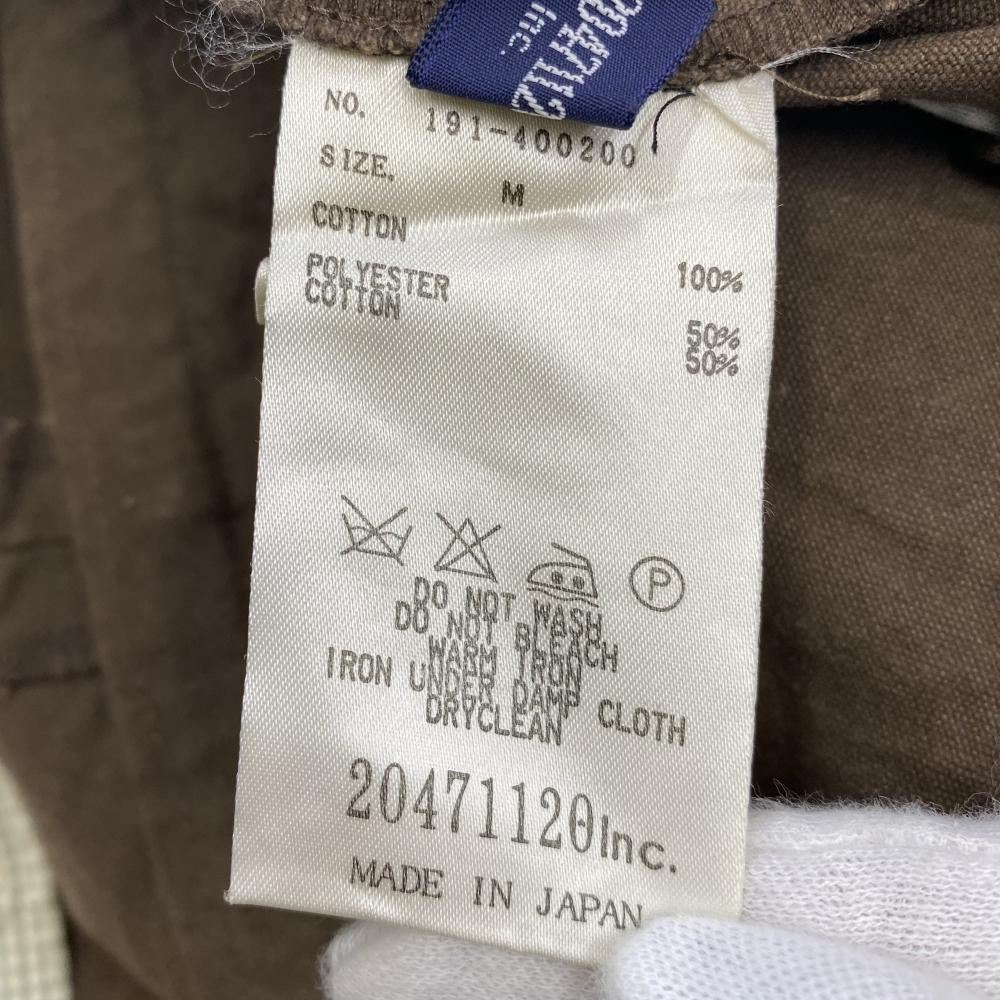 Inc.
NO. 191-400200
SIZE. M
COTTON 100%
POLYESTER 50%
COTTON 50%
P
DO NOT WASH
DO NOT BLEACH
WARM IRON
IRON UNDER DAMP CLOTH
DRYCLEAN
20471120Inc.
MADE IN JAPAN